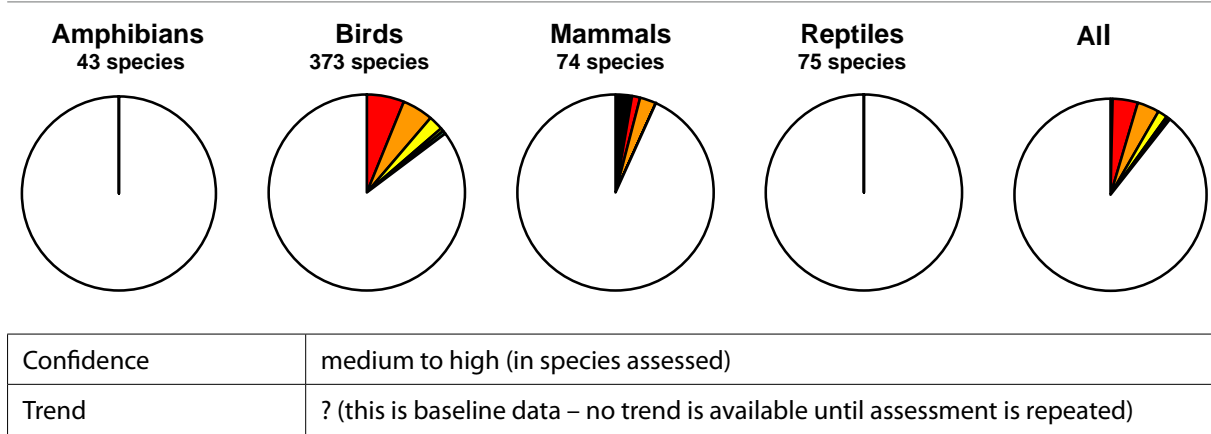 Amphibians
43 species
Birds
373 species
Mammals
74 species
Reptiles
75 species
All
Confidence medium to high (in species assessed)
Trend ? (this is baseline data – no trend is available until assessment is repeated)